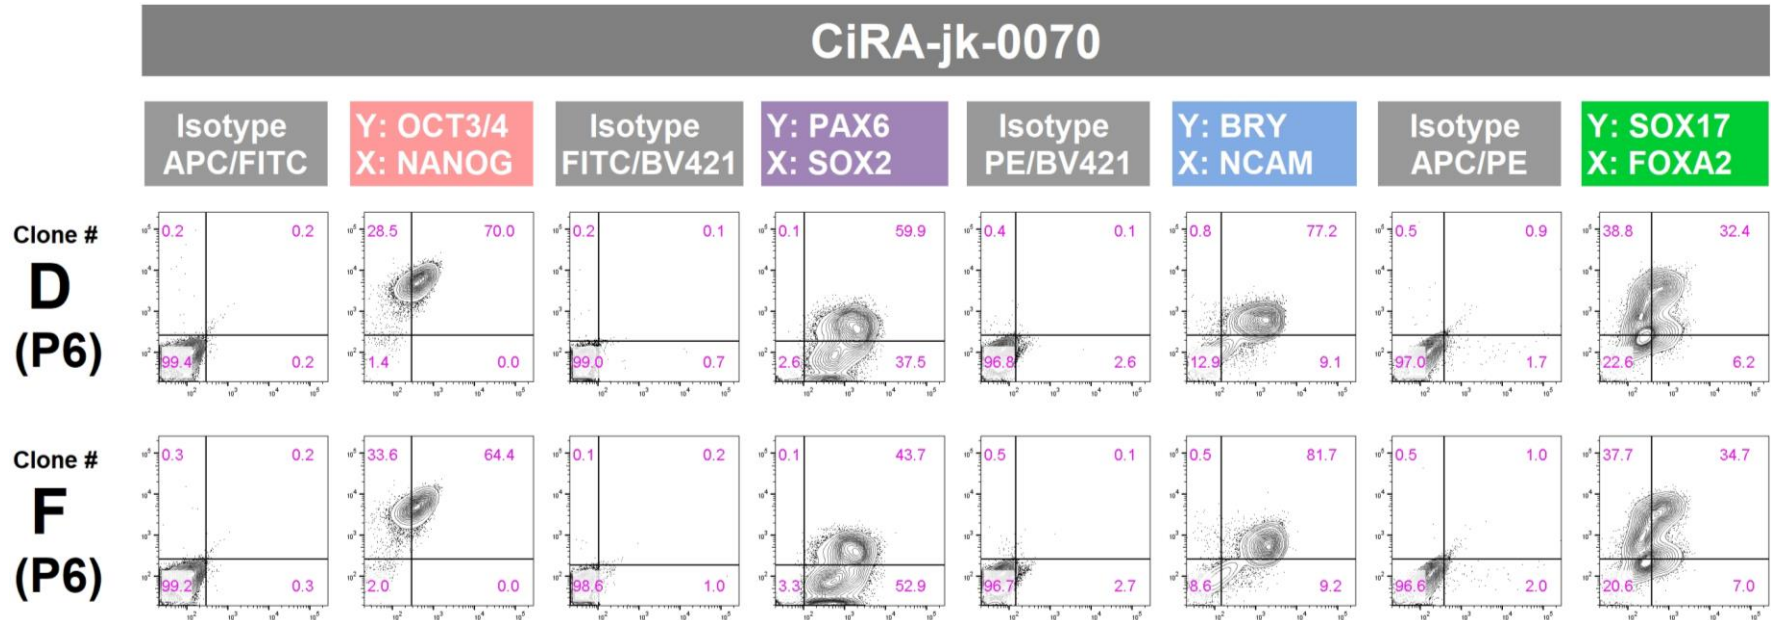 CiRA-jk-0070
Isotype APC/FITC
Y: OCT3/4 X: NANOG
Isotype FITC/BV421
Y: PAX6 X: SOX2
Isotype PE/BV421
Y: BRY X: NCAM
Isotype APC/PE
Y: SOX17 X: FOXA2
Clone #
D
(P6)
0.2 0.2
99.4 0.2
28.5 70.0
1.4 0.0
0.2 0.1
99.0 0.7
0.1 59.9
2.6 37.5
0.4 0.1
96.8 2.6
0.8 77.2
12.9 9.1
0.5 0.9
97.0 1.7
38.8 32.4
22.6 6.2
Clone #
F
(P6)
0.3 0.2
99.2 0.3
33.6 64.4
2.0 0.0
0.1 0.2
98.6 1.0
0.1 43.7
3.3 52.9
0.5 0.1
96.7 2.7
0.5 81.7
8.6 9.2
0.5 1.0
96.6 2.0
37.7 34.7
20.6 7.0